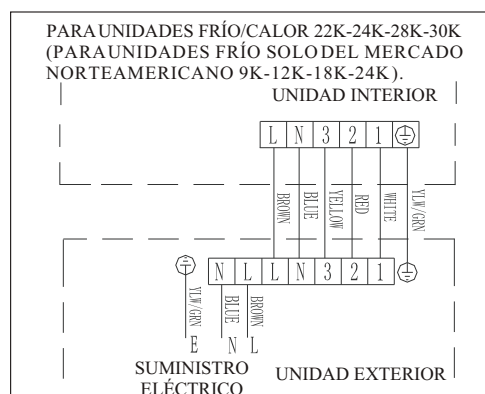 PARA UNIDADES FRÍO/CALOR 22K-24K-28K-30K
(PARA UNIDADES FRÍO SOLO DEL MERCADO
NORTEAMERICANO 9K-12K-18K-24K).
UNIDAD INTERIOR
L N 3 2 1
BROWN
BLUE
YELLOW
RED
WHITE
YLW/GRN
N L L N 3 2 1
YLW/GRN
BLUE
BROWN
E N L
SUMINISTRO
ELÉCTRICO
UNIDAD EXTERIOR